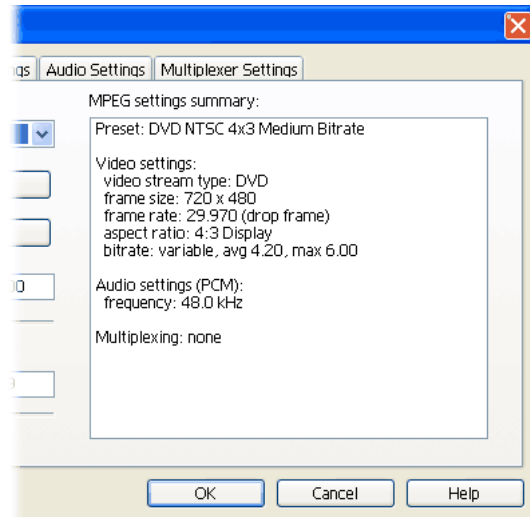 Audio Settings
Multiplexer Settings
MPEG settings summary:
Preset: DVD NTSC 4x3 Medium Bitrate
Video settings:
video stream type: DVD
frame size: 720 x 480
frame rate: 29.970 (drop frame)
aspect ratio: 4:3 Display
bitrate: variable, avg 4.20, max 6.00
Audio settings (PCM):
frequency: 48.0 kHz
Multiplexing: none
OK
Cancel
Help